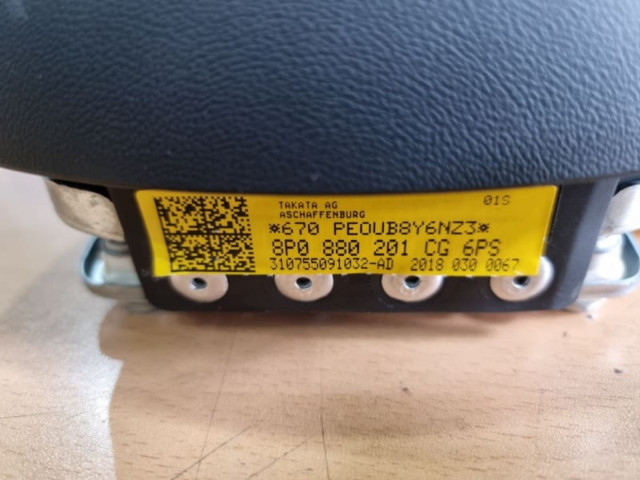 TAKATA AG 01S
ASCHAFFENBURG
*670 PEOUB8Y6NZ3*
8P0 880 201 CG 6PS
310755091032-AD 2018 030 0067